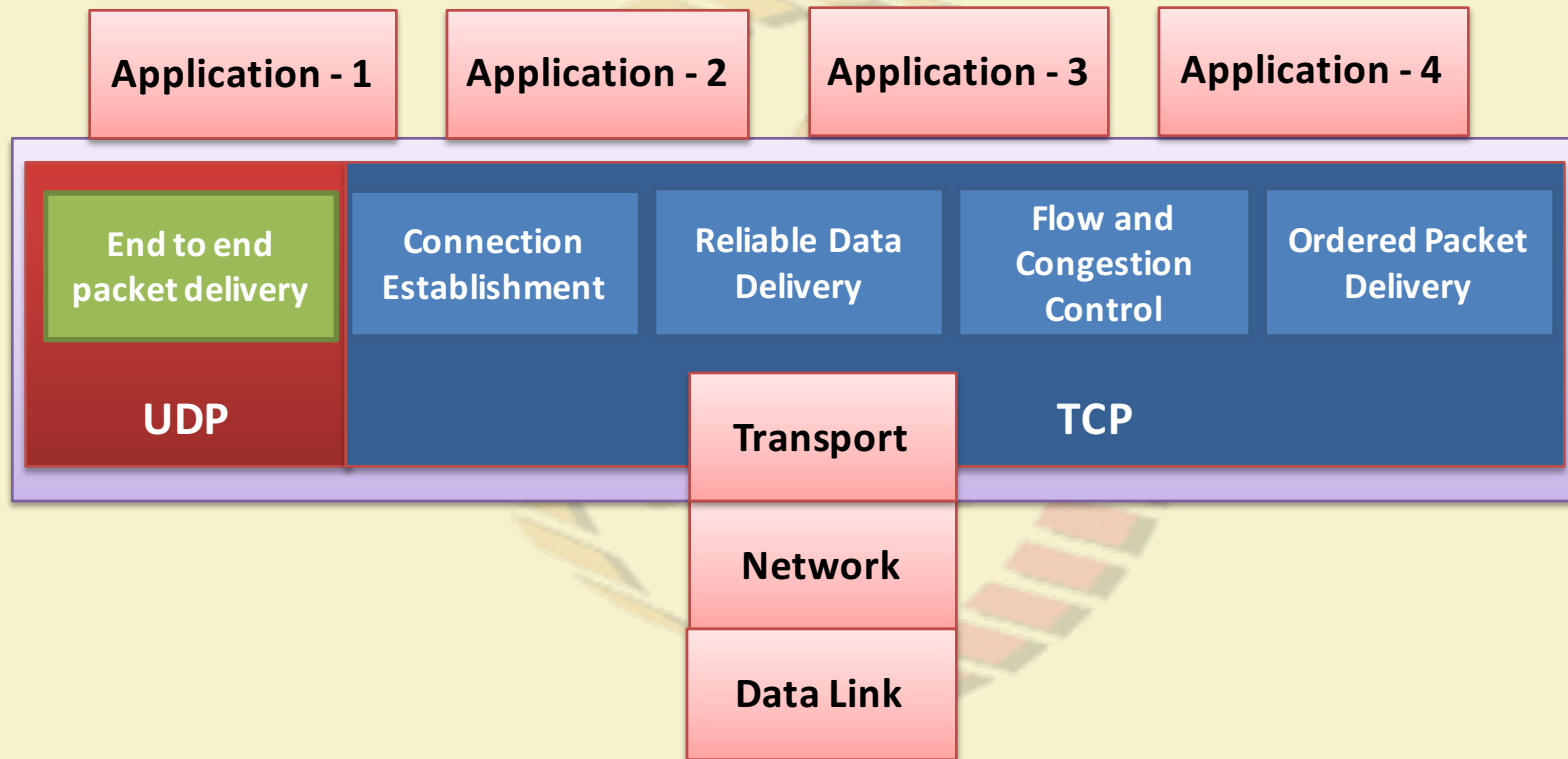 Application - 1
Application - 2
Application - 3
Application - 4
End to end
packet delivery
Connection
Establishment
Reliable Data
Delivery
Flow and
Congestion
Control
Ordered Packet
Delivery
UDP
TCP
Transport
Network
Data Link